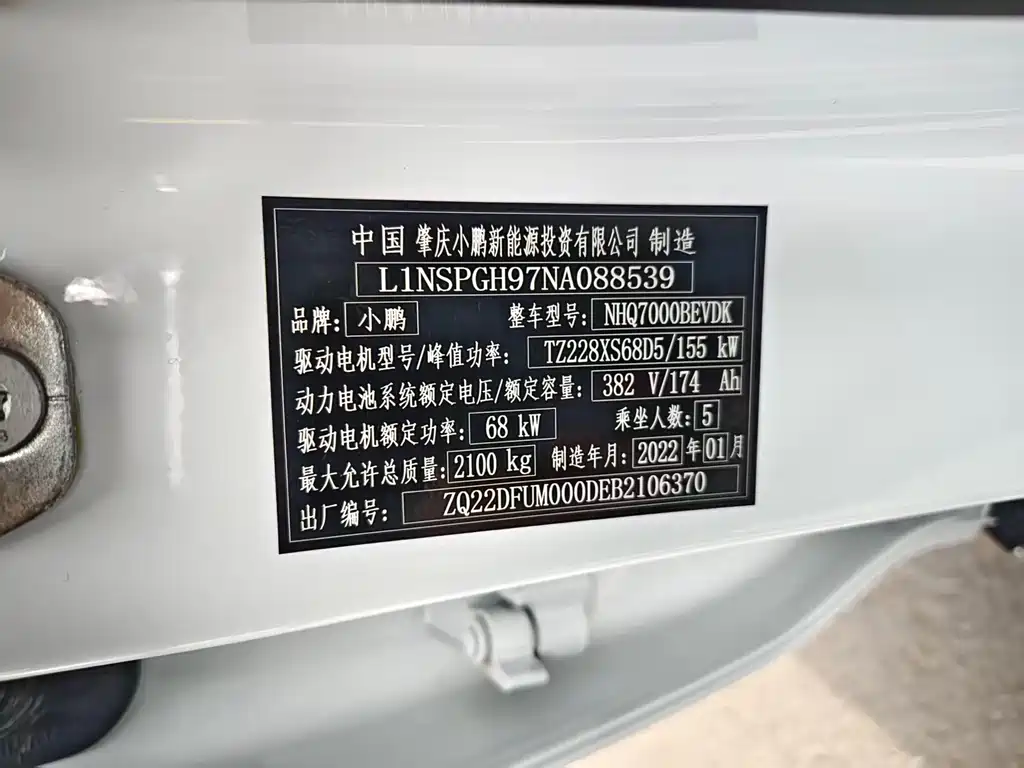 中国 肇庆小鹏新能源投资有限公司 制造
L1NSPGH97NA088539
品牌: 小鹏 整车型号: NHQ7000BEVDK
驱动电机型号/峰值功率: TZ228XS68D5/155 kW
动力电池系统额定电压/额定容量: 382 V/174 Ah
驱动电机额定功率: 68 kW 乘坐人数: 5
最大允许总质量: 2100 kg 制造年月: 2022 年 01 月
出厂编号: ZQ22DFUM000DEB2106370